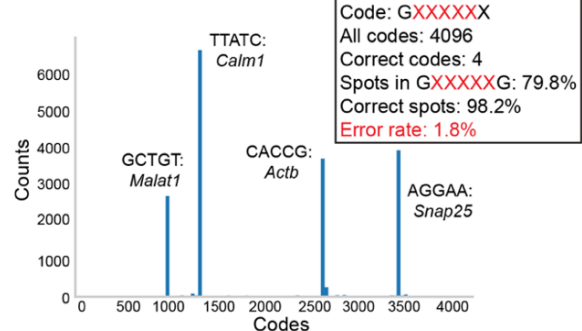 Code: GXXXXXX
All codes: 4096
Correct codes: 4
Spots in GXXXXXG: 79.8%
Correct spots: 98.2%
Error rate: 1.8%
TTATC:
Calm1
GCTGT:
Malat1
CACCG:
Actb
AGGAA:
Snap25
Counts
6000
5000
4000
3000
2000
1000
0
0 500 1000 1500 2000 2500 3000 3500 4000
Codes